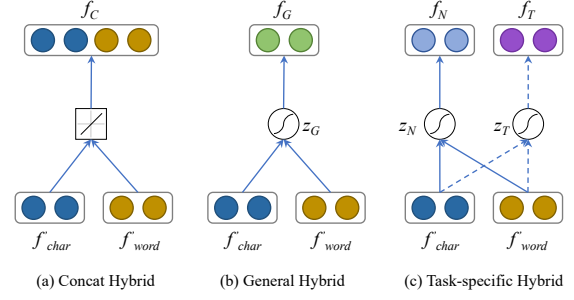 f_C f_G f_N f_T
z_G z_N z_T
f'_char f'_word f'_char f'_word f'_char f'_word
(a) Concat Hybrid (b) General Hybrid (c) Task-specific Hybrid